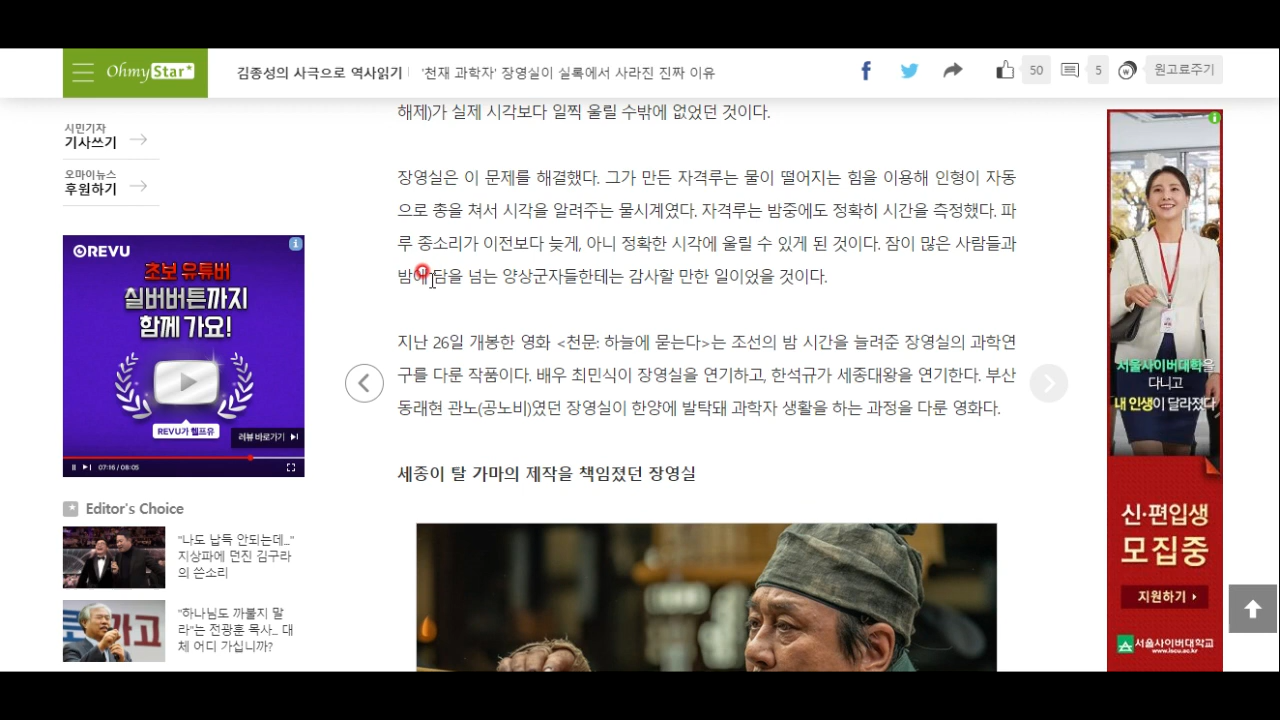 OhmyStar*
김종성의 사극으로 역사읽기 '천재 과학자' 장영실이 실록에서 사라진 진짜 이유
50
5
원고료주기
시민기자
기사쓰기
오마이뉴스
후원하기
REVU
초보 유튜버
실버버튼까지
함께 가요!
REVU가 헬프유
리뷰 바로가기
07:16 / 08:05
Editor's Choice
"나도 납득 안되는데..."
지상파에 던진 김구라
의 쓴소리
"하나님도 까불지 말
라"는 전광훈 목사... 대
체 어디 가십니까?
해제)가 실제 시각보다 일찍 울릴 수밖에 없었던 것이다.
장영실은 이 문제를 해결했다. 그가 만든 자격루는 물이 떨어지는 힘을 이용해 인형이 자동
으로 종을 쳐서 시각을 알려주는 물시계였다. 자격루는 밤중에도 정확히 시간을 측정했다. 파
루 종소리가 이전보다 늦게, 아니 정확한 시각에 울릴 수 있게 된 것이다. 잠이 많은 사람들과
밤에 담을 넘는 양상군자들한테는 감사할 만한 일이었을 것이다.
지난 26일 개봉한 영화 <천문: 하늘에 묻는다>는 조선의 밤 시간을 늘려준 장영실의 과학연
구를 다룬 작품이다. 배우 최민식이 장영실을 연기하고, 한석규가 세종대왕을 연기한다. 부산
동래현 관노(공노비)였던 장영실이 한양에 발탁돼 과학자 생활을 하는 과정을 다룬 영화다.
세종이 탈 가마의 제작을 책임졌던 장영실
서울사이버대학을
다니고
내 인생이 달라졌다
신·편입생
모집중
지원하기
서울사이버대학교
www.iscu.ac.kr